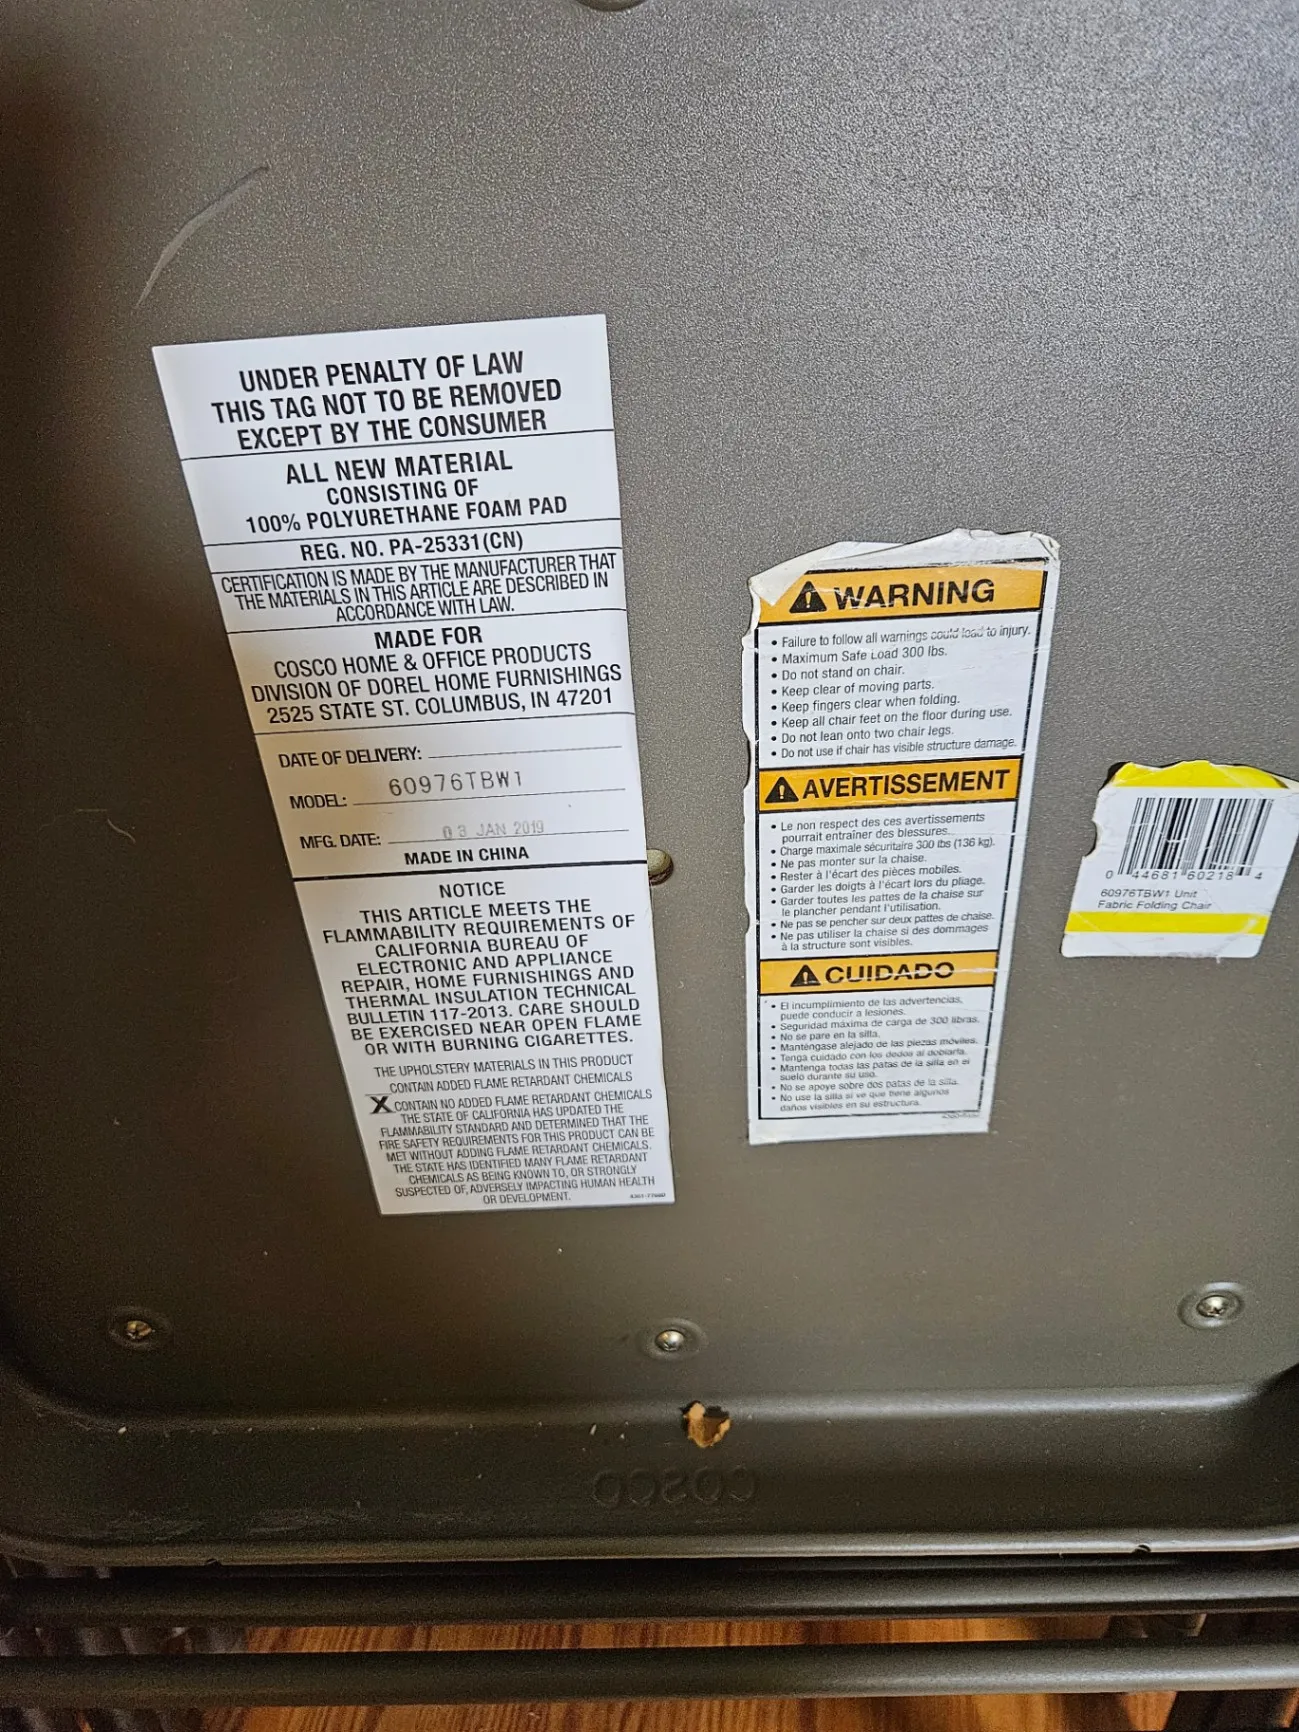 UNDER PENALTY OF LAW
THIS TAG NOT TO BE REMOVED
EXCEPT BY THE CONSUMER
ALL NEW MATERIAL
CONSISTING OF
100% POLYURETHANE FOAM PAD
REG. NO. PA-25331(CN)
CERTIFICATION IS MADE BY THE MANUFACTURER THAT
THE MATERIALS IN THIS ARTICLE ARE DESCRIBED IN
ACCORDANCE WITH LAW.
MADE FOR
COSCO HOME & OFFICE PRODUCTS
DIVISION OF DOREL HOME FURNISHINGS
2525 STATE ST. COLUMBUS, IN 47201
DATE OF DELIVERY:
MODEL: 60976TBW1
MFG. DATE: 03 JAN 2019
MADE IN CHINA
NOTICE
THIS ARTICLE MEETS THE
FLAMMABILITY REQUIREMENTS OF
CALIFORNIA BUREAU OF
ELECTRONIC AND APPLIANCE
REPAIR, HOME FURNISHINGS AND
THERMAL INSULATION TECHNICAL
BULLETIN 117-2013. CARE SHOULD
BE EXERCISED NEAR OPEN FLAME
OR WITH BURNING CIGARETTES.
THE UPHOLSTERY MATERIALS IN THIS PRODUCT
CONTAIN ADDED FLAME RETARDANT CHEMICALS
X CONTAIN NO ADDED FLAME RETARDANT CHEMICALS
THE STATE OF CALIFORNIA HAS UPDATED THE
FLAMMABILITY STANDARD AND DETERMINED THAT THE
FIRE SAFETY REQUIREMENTS FOR THIS PRODUCT CAN BE
MET WITHOUT ADDING FLAME RETARDANT CHEMICALS.
THE STATE HAS IDENTIFIED MANY FLAME RETARDANT
CHEMICALS AS BEING KNOWN TO, OR STRONGLY
SUSPECTED OF, ADVERSELY IMPACTING HUMAN HEALTH
OR DEVELOPMENT.
WARNING
• Failure to follow all warnings could lead to injury.
• Maximum Safe Load 300 lbs.
• Do not stand on chair.
• Keep clear of moving parts.
• Keep fingers clear when folding.
• Keep all chair feet on the floor during use.
• Do not lean onto two chair legs.
• Do not use if chair has visible structure damage.
AVERTISSEMENT
• Le non respect des ces avertissements
pourrait entraîner des blessures.
• Charge maximale sécuritaire 300 lbs (136 kg).
• Ne pas monter sur la chaise.
• Rester à l'écart des pièces mobiles.
• Garder les doigts à l'écart lors du pliage.
• Garder toutes les pattes de la chaise sur
le plancher pendant l'utilisation.
• Ne pas se pencher sur deux pattes de chaise.
• Ne pas utiliser la chaise si des dommages
à la structure sont visibles.
CUIDADO
• El incumplimiento de las advertencias,
puede conducir a lesiones.
• Seguridad máxima de carga de 300 libras.
• No se pare en la silla.
• Manténgase alejado de las piezas móviles.
• Tenga cuidado con los dedos al doblarla.
• Mantenga todas las patas de la silla en el
suelo durante su uso.
• No se apoye sobre dos patas de la silla.
• No use la silla si ve que tiene algunos
daños visibles en su estructura.
0 44681 60218 4
60976TBW1 Unit
Fabric Folding Chair
COSCO